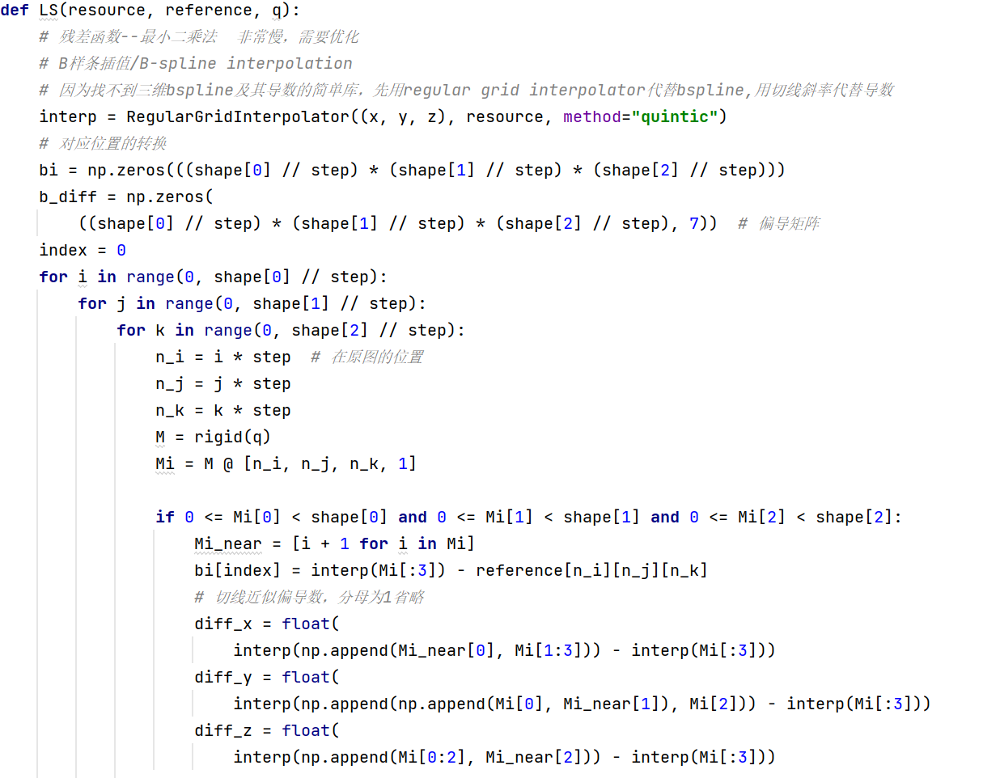 def LS(resource, reference, q):
    # 残差函数--最小二乘法  非常慢，需要优化
    # B样条插值/B-spline interpolation
    # 因为找不到三维bspline及其导数的简单库，先用regular grid interpolator代替bspline,用切线斜率代替导数
    interp = RegularGridInterpolator((x, y, z), resource, method="quintic")
    # 对应位置的转换
    bi = np.zeros(((shape[0] // step) * (shape[1] // step) * (shape[2] // step)))
    b_diff = np.zeros(
        ((shape[0] // step) * (shape[1] // step) * (shape[2] // step), 7))  # 偏导矩阵
    index = 0
    for i in range(0, shape[0] // step):
        for j in range(0, shape[1] // step):
            for k in range(0, shape[2] // step):
                n_i = i * step  # 在原图的位置
                n_j = j * step
                n_k = k * step
                M = rigid(q)
                Mi = M @ [n_i, n_j, n_k, 1]
                if 0 <= Mi[0] < shape[0] and 0 <= Mi[1] < shape[1] and 0 <= Mi[2] < shape[2]:
                    Mi_near = [i + 1 for i in Mi]
                    bi[index] = interp(Mi[:3]) - reference[n_i][n_j][n_k]
                    # 切线近似偏导数，分母为1省略
                    diff_x = float(
                        interp(np.append(Mi_near[0], Mi[1:3])) - interp(Mi[:3]))
                    diff_y = float(
                        interp(np.append(np.append(Mi[0], Mi_near[1]), Mi[2])) - interp(Mi[:3]))
                    diff_z = float(
                        interp(np.append(Mi[0:2], Mi_near[2])) - interp(Mi[:3]))